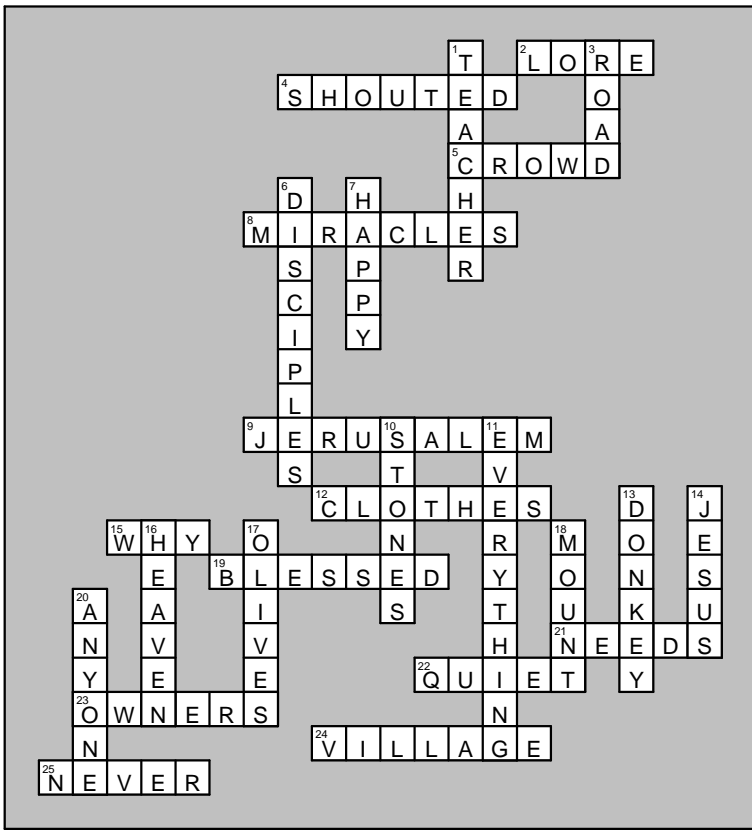 1 TEACHER
2 LORE
3 ROAD
4 SHOUTED
5 CROWD
6 DISCIPLES
7 HAPPY
8 MIRACLES
9 JERUSALEM
10 STONES
11 EVERYTHING
12 CLOTHES
13 DONKEY
14 JESUS
15 WHY
16 HEAVEN
17 OLIVES
18 MOUNT
19 BLESSED
20 ANYONE
21 NEEDS
22 QUIET
23 OWNERS
24 VILLAGE
25 NEVER